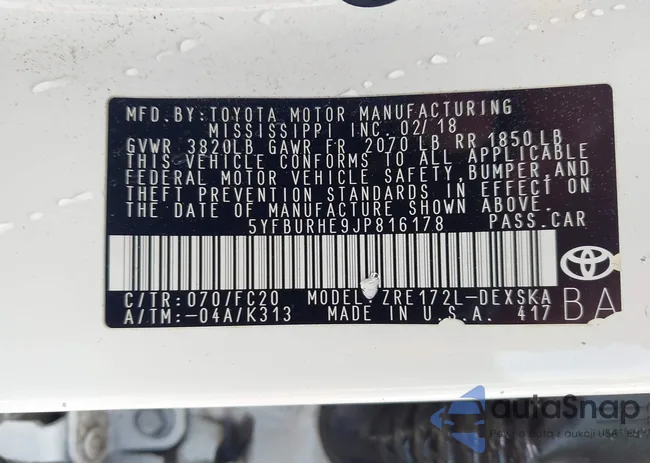 MFD.BY:TOYOTA MOTOR MANUFACTURING
MISSISSIPPI INC. 02/18
GVWR 3820LB GAWR FR 2070 LB RR 1850LB
THIS VEHICLE CONFORMS TO ALL APPLICABLE
FEDERAL MOTOR VEHICLE SAFETY,BUMPER,AND
THEFT PREVENTION STANDARDS IN EFFECT ON
THE DATE OF MANUFACTURE SHOWN ABOVE.
5YFBURHE9JP816178 PASS.CAR
C/TR:070/FC20 MODEL:ZRE172L-DEXSKA
A/TM:-04A/K313 MADE IN U.S.A. 417
BA
autoSnap